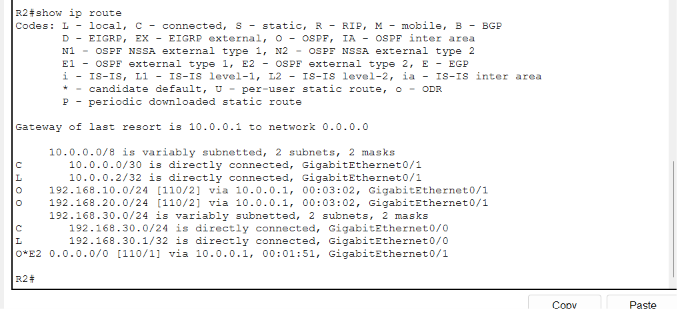 R2#show ip route
Codes: L - local, C - connected, S - static, R - RIP, M - mobile, B - BGP
       D - EIGRP, EX - EIGRP external, O - OSPF, IA - OSPF inter area
       N1 - OSPF NSSA external type 1, N2 - OSPF NSSA external type 2
       E1 - OSPF external type 1, E2 - OSPF external type 2, E - EGP
       i - IS-IS, L1 - IS-IS level-1, L2 - IS-IS level-2, ia - IS-IS inter area
       * - candidate default, U - per-user static route, o - ODR
       P - periodic downloaded static route
Gateway of last resort is 10.0.0.1 to network 0.0.0.0
     10.0.0.0/8 is variably subnetted, 2 subnets, 2 masks
C       10.0.0.0/30 is directly connected, GigabitEthernet0/1
L       10.0.0.2/32 is directly connected, GigabitEthernet0/1
O    192.168.10.0/24 [110/2] via 10.0.0.1, 00:03:02, GigabitEthernet0/1
O    192.168.20.0/24 [110/2] via 10.0.0.1, 00:03:02, GigabitEthernet0/1
     192.168.30.0/24 is variably subnetted, 2 subnets, 2 masks
C       192.168.30.0/24 is directly connected, GigabitEthernet0/0
L       192.168.30.1/32 is directly connected, GigabitEthernet0/0
O*E2 0.0.0.0/0 [110/1] via 10.0.0.1, 00:01:51, GigabitEthernet0/1
R2#
Copy Paste